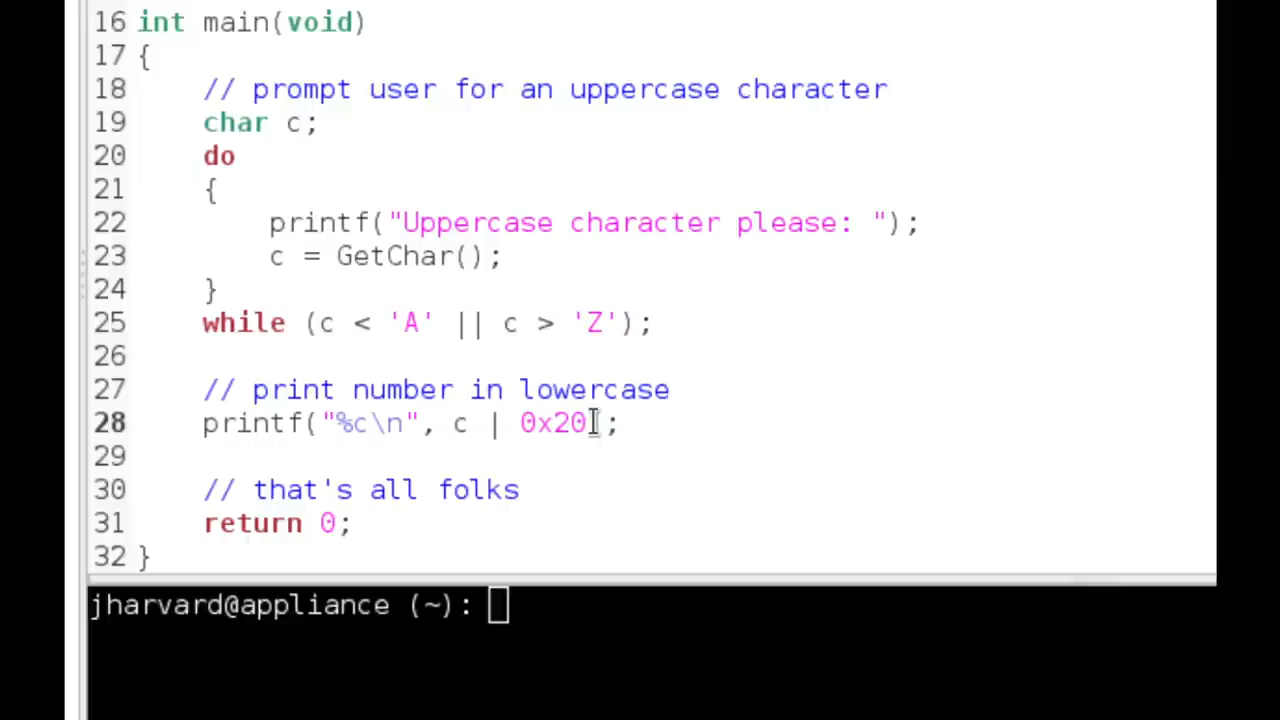 16 int main(void)
17 {
18     // prompt user for an uppercase character
19     char c;
20     do
21     {
22         printf("Uppercase character please: ");
23         c = GetChar();
24     }
25     while (c < 'A' || c > 'Z');
26
27     // print number in lowercase
28     printf("%c\n", c | 0x20);
29
30     // that's all folks
31     return 0;
32 }
jharvard@appliance (~):